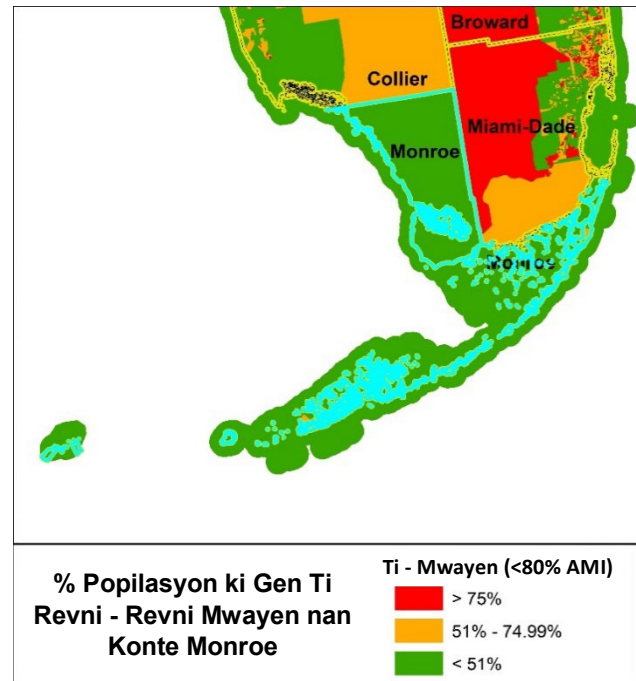 Broward
Collier
Miami-Dade
Monroe
Monroe
% Popilasyon ki Gen Ti
Revni - Revni Mwayen nan
Konte Monroe
Ti - Mwayen (<80% AMI)
> 75%
51% - 74.99%
< 51%